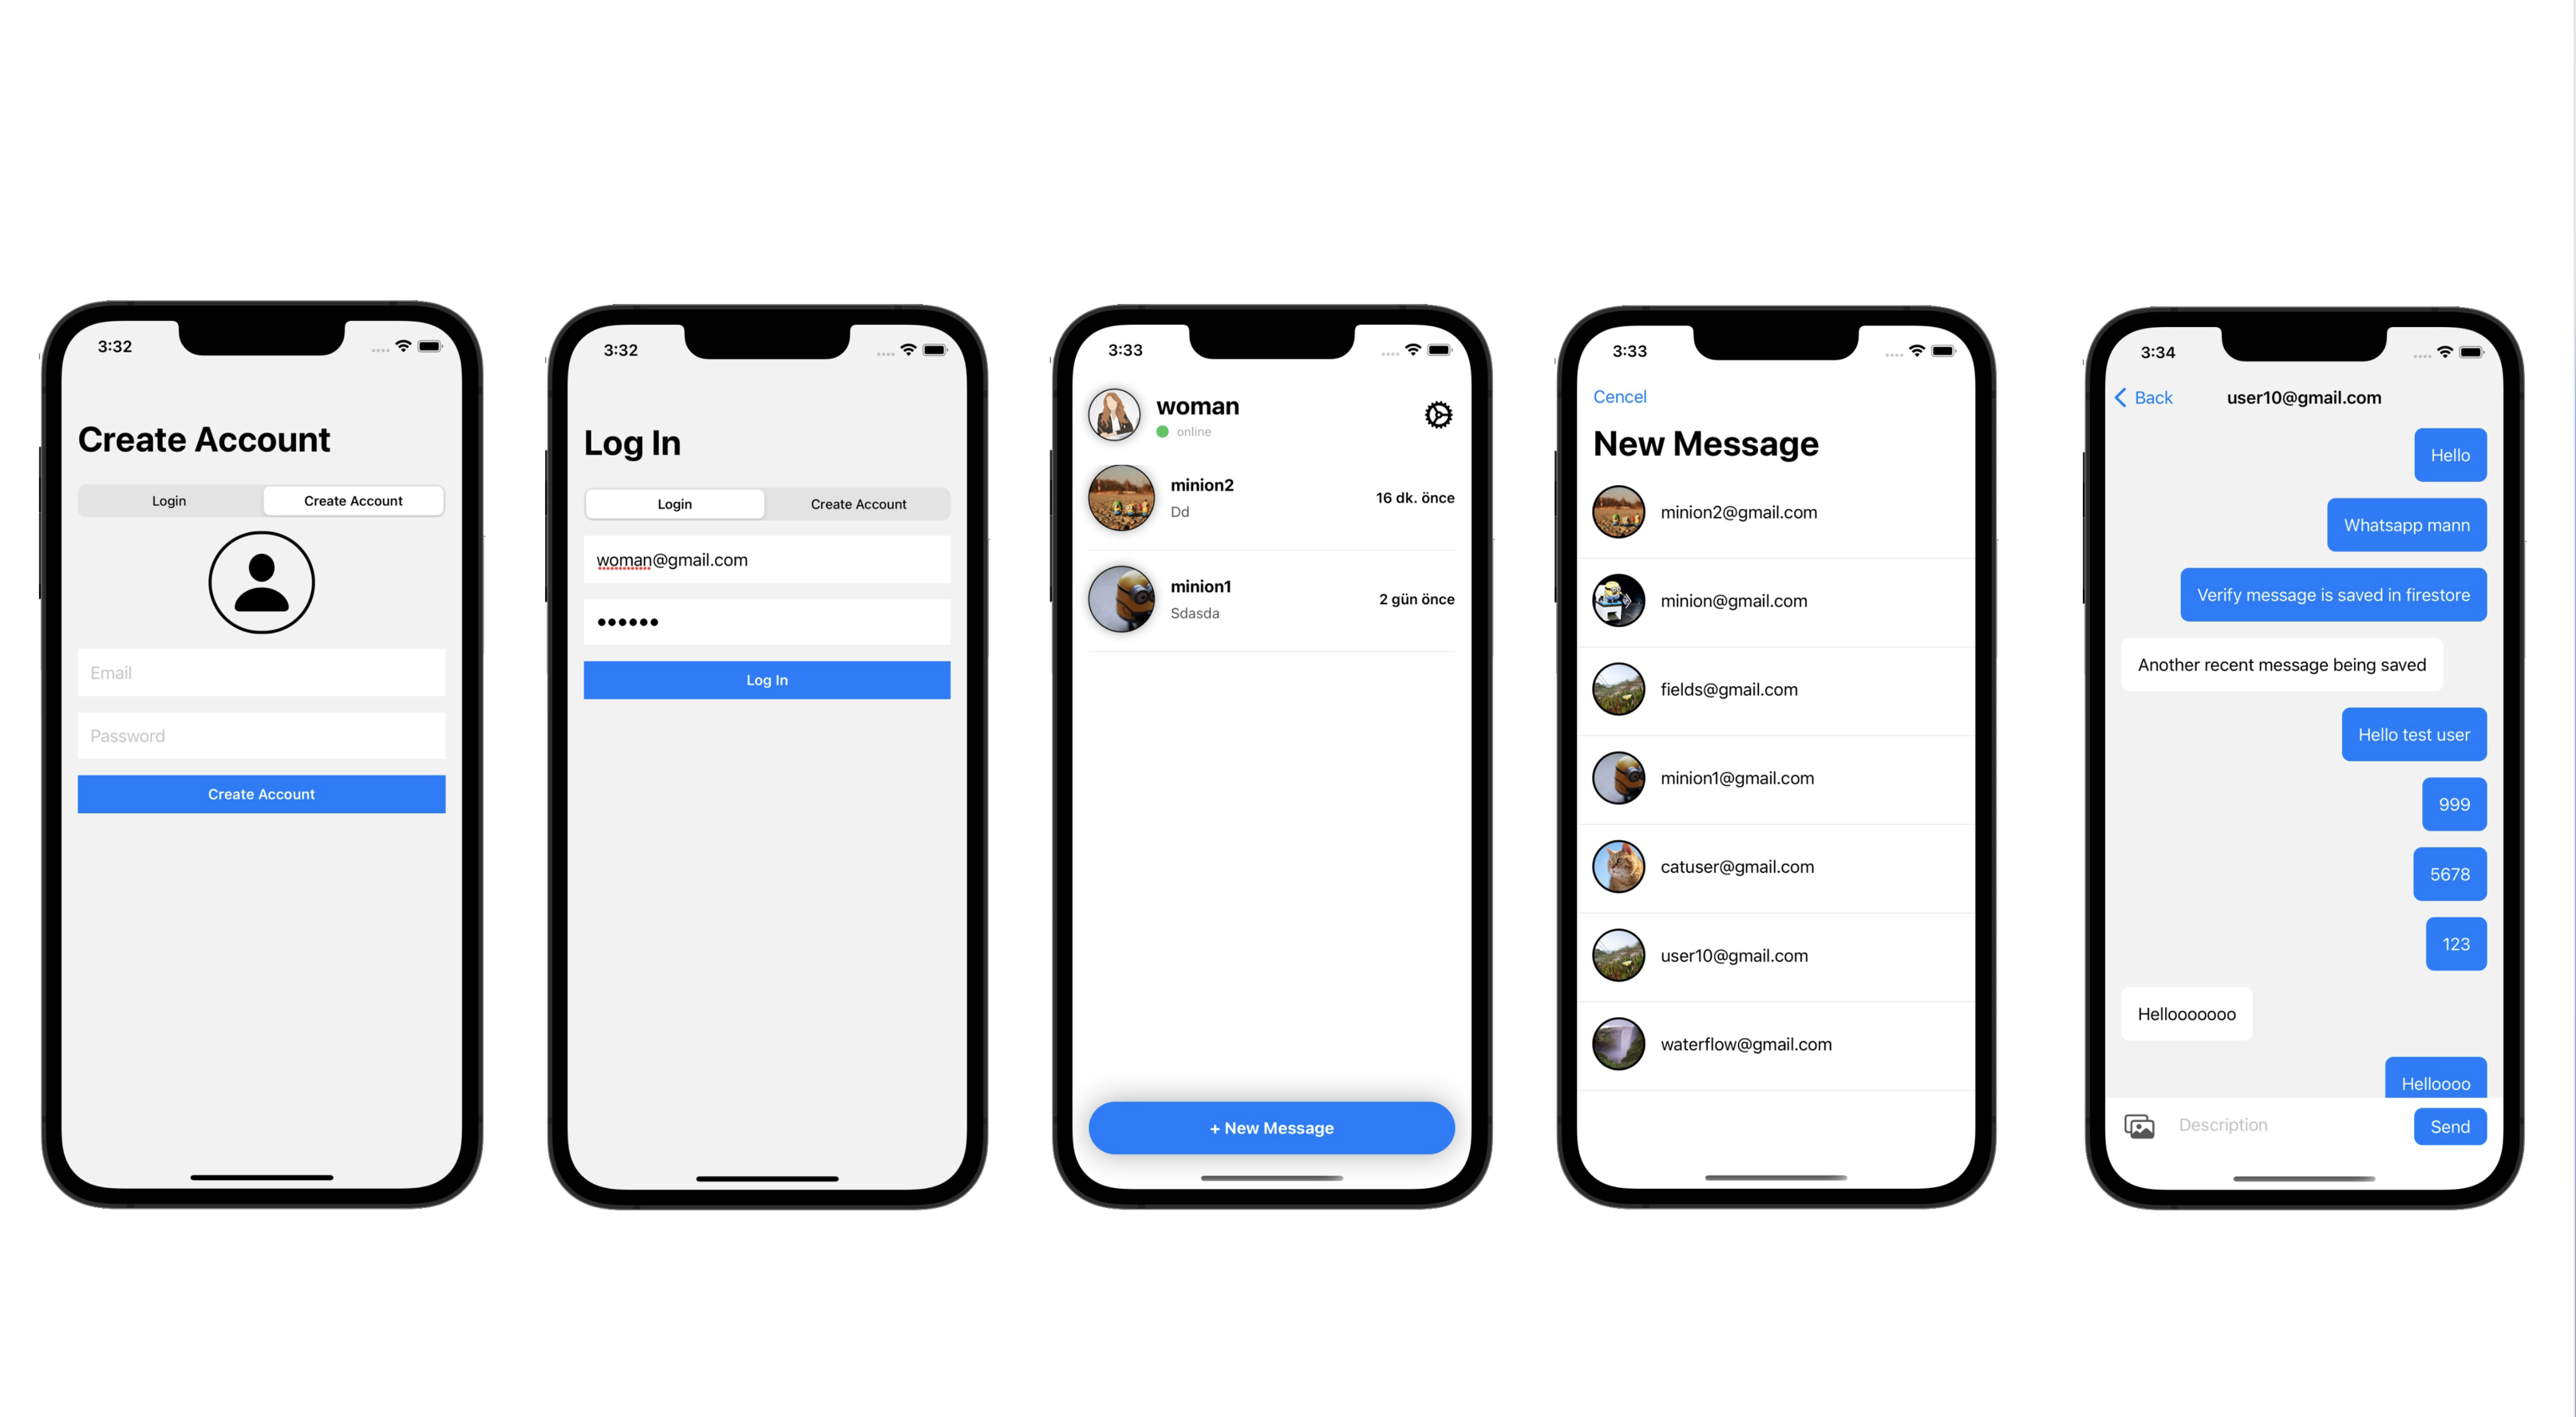 3:32
Create Account
Login
Create Account
Email
Password
Create Account
3:32
Log In
Login
Create Account
woman@gmail.com
••••••
Log In
3:33
woman
online
minion2
Dd
16 dk. önce
minion1
Sdasda
2 gün önce
+ New Message
3:33
Cencel
New Message
minion2@gmail.com
minion@gmail.com
fields@gmail.com
minion1@gmail.com
catuser@gmail.com
user10@gmail.com
waterflow@gmail.com
3:34
Back
user10@gmail.com
Hello
Whatsapp mann
Verify message is saved in firestore
Another recent message being saved
Hello test user
999
5678
123
Hellooooooo
Helloooo
Description
Send